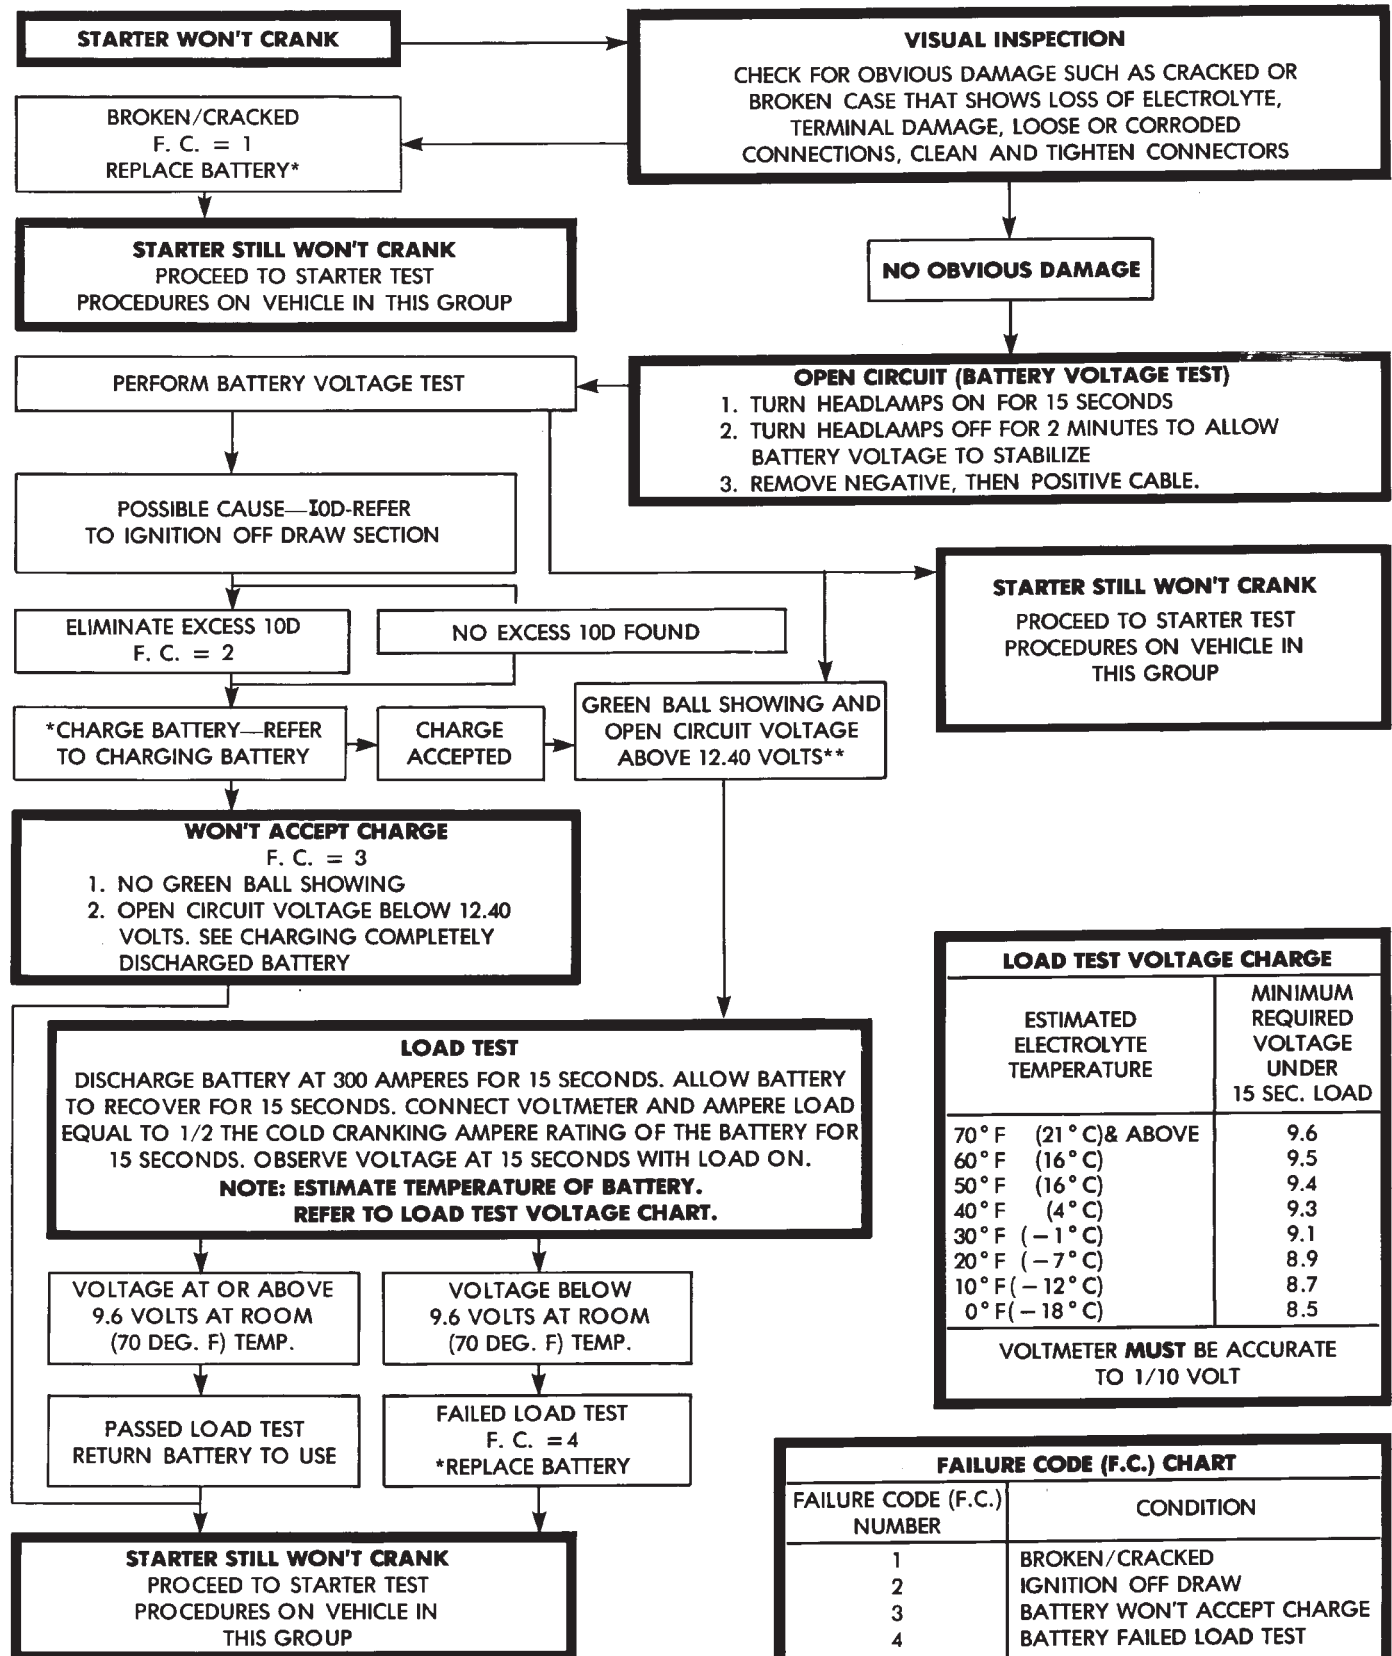 STARTER WON'T CRANK
VISUAL INSPECTION
CHECK FOR OBVIOUS DAMAGE SUCH AS CRACKED OR
BROKEN CASE THAT SHOWS LOSS OF ELECTROLYTE,
TERMINAL DAMAGE, LOOSE OR CORRODED
CONNECTIONS, CLEAN AND TIGHTEN CONNECTORS
BROKEN/CRACKED
F. C. = 1
REPLACE BATTERY*
STARTER STILL WON'T CRANK
PROCEED TO STARTER TEST
PROCEDURES ON VEHICLE IN THIS GROUP
NO OBVIOUS DAMAGE
OPEN CIRCUIT (BATTERY VOLTAGE TEST)
1. TURN HEADLAMPS ON FOR 15 SECONDS
2. TURN HEADLAMPS OFF FOR 2 MINUTES TO ALLOW
BATTERY VOLTAGE TO STABILIZE
3. REMOVE NEGATIVE, THEN POSITIVE CABLE.
PERFORM BATTERY VOLTAGE TEST
POSSIBLE CAUSE—IOD-REFER
TO IGNITION OFF DRAW SECTION
STARTER STILL WON'T CRANK
PROCEED TO STARTER TEST
PROCEDURES ON VEHICLE IN
THIS GROUP
ELIMINATE EXCESS 10D
F. C. = 2
NO EXCESS 10D FOUND
*CHARGE BATTERY—REFER
TO CHARGING BATTERY
CHARGE
ACCEPTED
GREEN BALL SHOWING AND
OPEN CIRCUIT VOLTAGE
ABOVE 12.40 VOLTS**
WON'T ACCEPT CHARGE
F. C. = 3
1. NO GREEN BALL SHOWING
2. OPEN CIRCUIT VOLTAGE BELOW 12.40
VOLTS. SEE CHARGING COMPLETELY
DISCHARGED BATTERY
LOAD TEST
DISCHARGE BATTERY AT 300 AMPERES FOR 15 SECONDS. ALLOW BATTERY
TO RECOVER FOR 15 SECONDS. CONNECT VOLTMETER AND AMPERE LOAD
EQUAL TO 1/2 THE COLD CRANKING AMPERE RATING OF THE BATTERY FOR
15 SECONDS. OBSERVE VOLTAGE AT 15 SECONDS WITH LOAD ON.
NOTE: ESTIMATE TEMPERATURE OF BATTERY.
REFER TO LOAD TEST VOLTAGE CHART.
VOLTAGE AT OR ABOVE
9.6 VOLTS AT ROOM
(70 DEG. F) TEMP.
VOLTAGE BELOW
9.6 VOLTS AT ROOM
(70 DEG. F) TEMP.
PASSED LOAD TEST
RETURN BATTERY TO USE
FAILED LOAD TEST
F. C. =4
*REPLACE BATTERY
STARTER STILL WON'T CRANK
PROCEED TO STARTER TEST
PROCEDURES ON VEHICLE IN
THIS GROUP
LOAD TEST VOLTAGE CHARGE
ESTIMATED
ELECTROLYTE
TEMPERATURE
MINIMUM
REQUIRED
VOLTAGE
UNDER
15 SEC. LOAD
70°F (21°C)& ABOVE 9.6
60°F (16°C) 9.5
50°F (16°C) 9.4
40°F (4°C) 9.3
30°F (−1°C) 9.1
20°F (−7°C) 8.9
10°F(−12°C) 8.7
0°F(−18°C) 8.5
VOLTMETER MUST BE ACCURATE
TO 1/10 VOLT
FAILURE CODE (F.C.) CHART
FAILURE CODE (F.C.)
NUMBER
CONDITION
1 BROKEN/CRACKED
2 IGNITION OFF DRAW
3 BATTERY WON'T ACCEPT CHARGE
4 BATTERY FAILED LOAD TEST